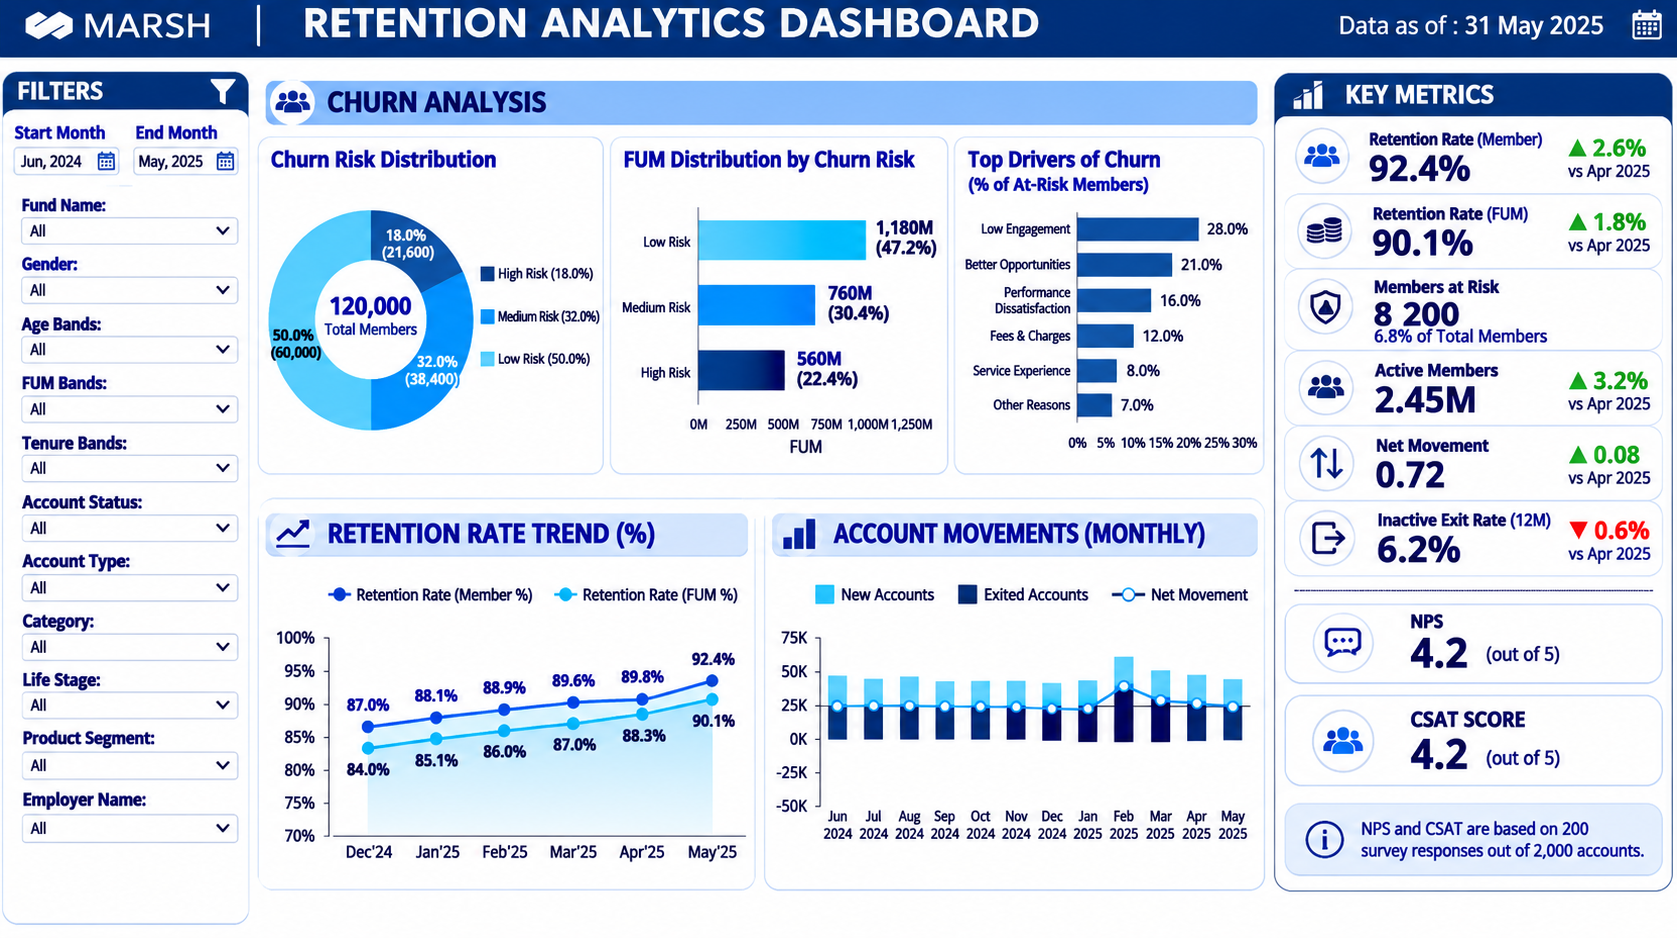 MARSH
RETENTION ANALYTICS DASHBOARD
Data as of : 31 May 2025
FILTERS
Start Month
End Month
Jun, 2024
May, 2025
Fund Name:
All
Gender:
All
Age Bands:
All
FUM Bands:
All
Tenure Bands:
All
Account Status:
All
Account Type:
All
Category:
All
Life Stage:
All
Product Segment:
All
Employer Name:
All
CHURN ANALYSIS
Churn Risk Distribution
18.0%
(21,600)
120,000
Total Members
50.0%
(60,000)
32.0%
(38,400)
High Risk (18.0%)
Medium Risk (32.0%)
Low Risk (50.0%)
FUM Distribution by Churn Risk
Low Risk
1,180M
(47.2%)
Medium Risk
760M
(30.4%)
High Risk
560M
(22.4%)
0M 250M 500M 750M 1,000M 1,250M
FUM
Top Drivers of Churn
(% of At-Risk Members)
Low Engagement 28.0%
Better Opportunities 21.0%
Performance
Dissatisfaction
16.0%
Fees & Charges 12.0%
Service Experience 8.0%
Other Reasons 7.0%
0% 5% 10% 15% 20% 25% 30%
RETENTION RATE TREND (%)
Retention Rate (Member %)
Retention Rate (FUM %)
100%
95%
90%
85%
80%
75%
70%
87.0%
88.1%
88.9%
89.6%
89.8%
92.4%
84.0%
85.1%
86.0%
87.0%
88.3%
90.1%
Dec'24 Jan'25 Feb'25 Mar'25 Apr'25 May'25
ACCOUNT MOVEMENTS (MONTHLY)
New Accounts
Exited Accounts
Net Movement
75K
50K
25K
0K
-25K
-50K
Jun Jul Aug Sep Oct Nov Dec Jan Feb Mar Apr May
2024 2024 2024 2024 2024 2024 2024 2025 2025 2025 2025 2025
KEY METRICS
Retention Rate (Member)
92.4%
▲ 2.6%
vs Apr 2025
Retention Rate (FUM)
90.1%
▲ 1.8%
vs Apr 2025
Members at Risk
8 200
6.8% of Total Members
Active Members
2.45M
▲ 3.2%
vs Apr 2025
Net Movement
0.72
▲ 0.08
vs Apr 2025
Inactive Exit Rate (12M)
6.2%
▼ 0.6%
vs Apr 2025
NPS
4.2 (out of 5)
CSAT SCORE
4.2 (out of 5)
NPS and CSAT are based on 200
survey responses out of 2,000 accounts.